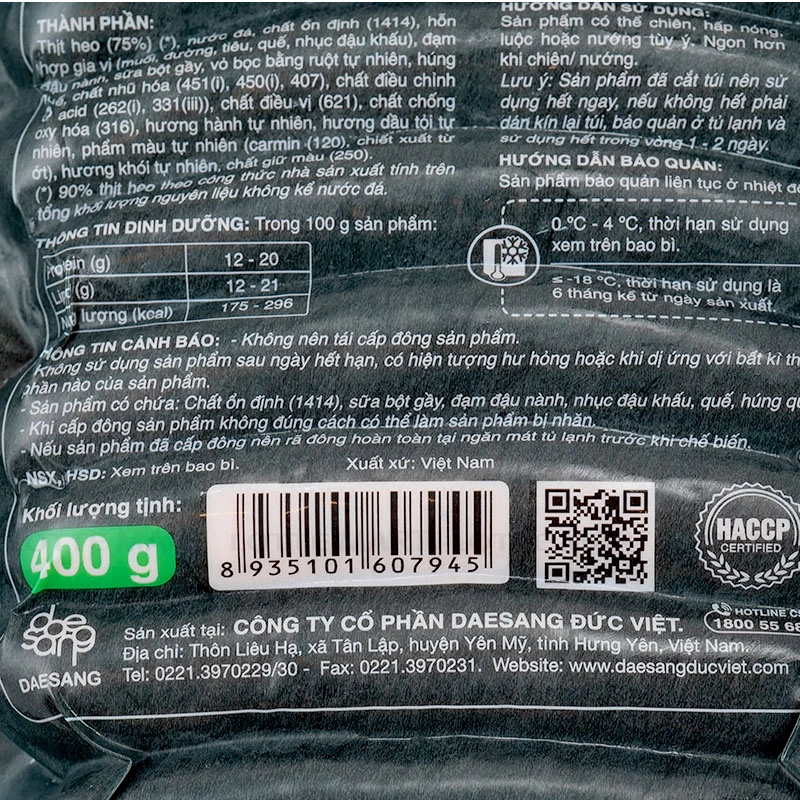 THÀNH PHẦN:
Thịt heo (75%) (*), nước đá, chất ổn định (1414), hỗn
hợp gia vị (muối, đường, tiêu, quế, nhục đậu khấu), đạm
đậu nành, sữa bột gầy, vỏ bọc bằng ruột tự nhiên, húng
quế, chất nhũ hóa (451(i), 450(i), 407), chất điều chỉnh
độ acid (262(i), 331(iii)), chất điều vị (621), chất chống
oxy hóa (316), hương hành tự nhiên, hương dầu tỏi tự
nhiên, phẩm màu tự nhiên (carmin (120), chiết xuất từ
ớt), hương khói tự nhiên, chất giữ màu (250).
(*) 90% thịt heo theo công thức nhà sản xuất tính trên
tổng khối lượng nguyên liệu không kể nước đá.
THÔNG TIN DINH DƯỠNG: Trong 100 g sản phẩm:
Protein (g) 12 - 20
(g) 12 - 21
lượng (kcal) 175 - 296
HƯỚNG DẪN SỬ DỤNG:
Sản phẩm có thể chiên, hấp nóng,
luộc hoặc nướng tùy ý. Ngon hơn
khi chiên/ nướng.
Lưu ý: Sản phẩm đã cắt túi nên sử
dụng hết ngay, nếu không hết phải
dán kín lại túi, bảo quản ở tủ lạnh và
sử dụng hết trong vòng 1 - 2 ngày.
HƯỚNG DẪN BẢO QUẢN:
Sản phẩm bảo quản liên tục ở nhiệt
0 ºC - 4 ºC, thời hạn sử dụng
xem trên bao bì.
≤ -18 ºC, thời hạn sử dụng là
6 tháng kể từ ngày sản xuất.
THÔNG TIN CẢNH BÁO: - Không nên tái cấp đông sản phẩm.
- Không sử dụng sản phẩm sau ngày hết hạn, có hiện tượng hư hỏng hoặc khi dị ứng với bất kì
phần nào của sản phẩm.
- Sản phẩm có chứa: Chất ổn định (1414), sữa bột gầy, đạm đậu nành, nhục đậu khấu, quế, húng
- Khi cấp đông sản phẩm không đúng cách có thể làm sản phẩm bị nhăn.
- Nếu sản phẩm đã cấp đông nên rã đông hoàn toàn tại ngăn mát tủ lạnh trước khi chế biến.
NSX, HSD: Xem trên bao bì. Xuất xứ: Việt Nam
Khối lượng tịnh:
400 g
8 935101 607945
HACCP
CERTIFIED
HOTLINE
1800 55 68
daesang
DAESANG
Sản xuất tại: CÔNG TY CỔ PHẦN DAESANG ĐỨC VIỆT.
Địa chỉ: Thôn Liêu Hạ, xã Tân Lập, huyện Yên Mỹ, tỉnh Hưng Yên, Việt Nam.
Tel: 0221.3970229/30 - Fax: 0221.3970231. Website: www.daesangducviet.com